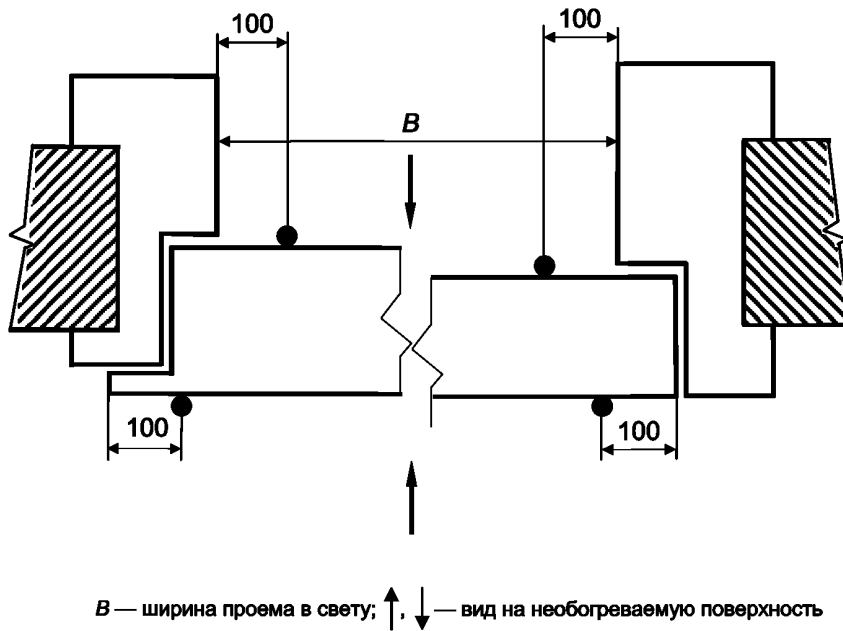 100 100
B
100 100
B — ширина проема в свету; ↑, ↓ — вид на необогреваемую поверхность